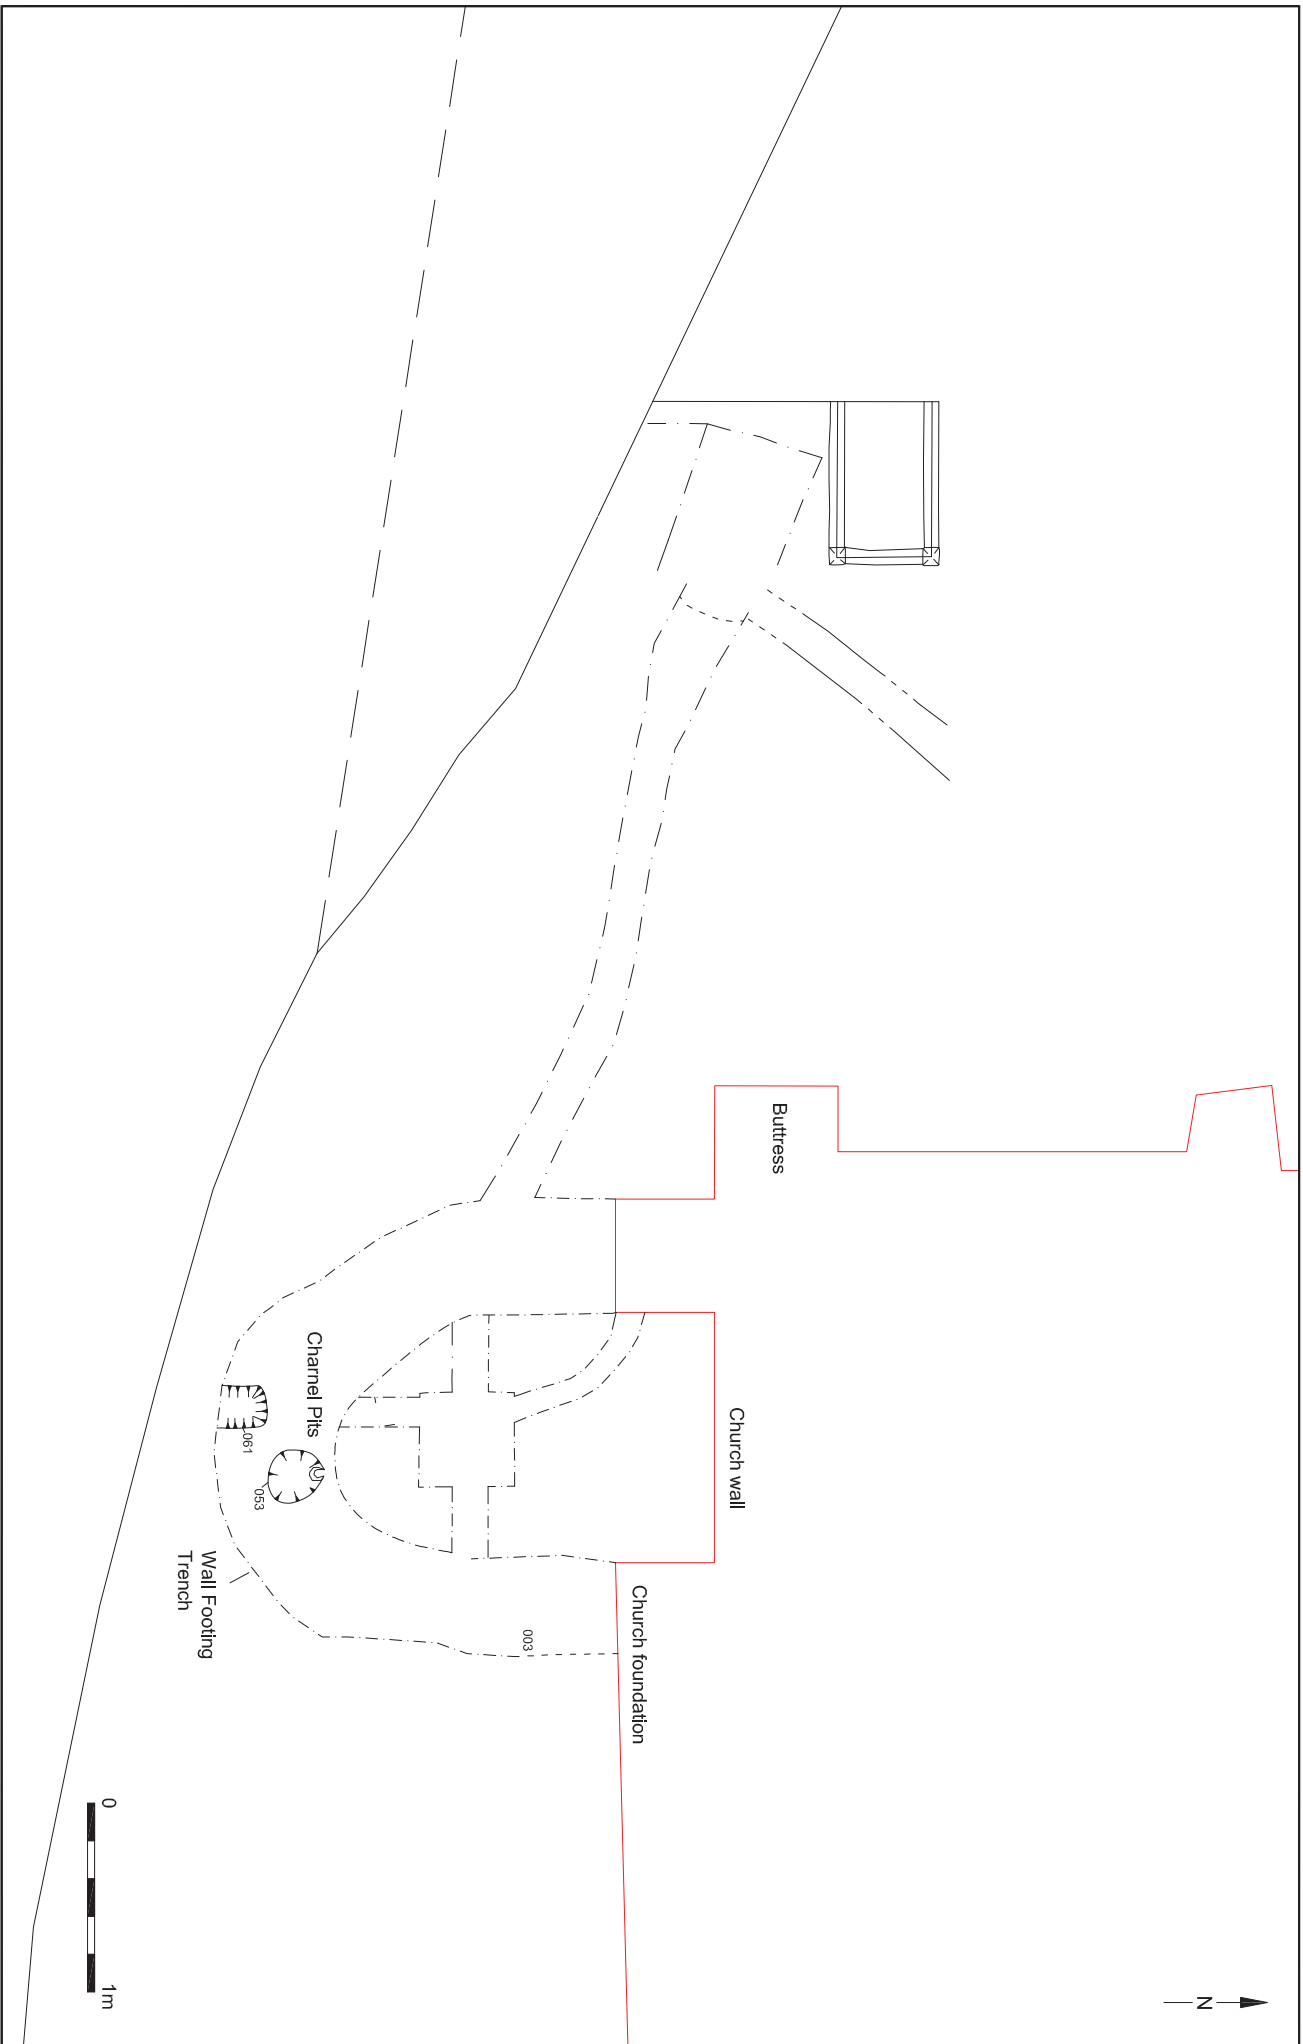 Buttress
Church wall
Church foundation
Charnel Pits
061
053
003
Wall Footing
Trench
0
1m
N